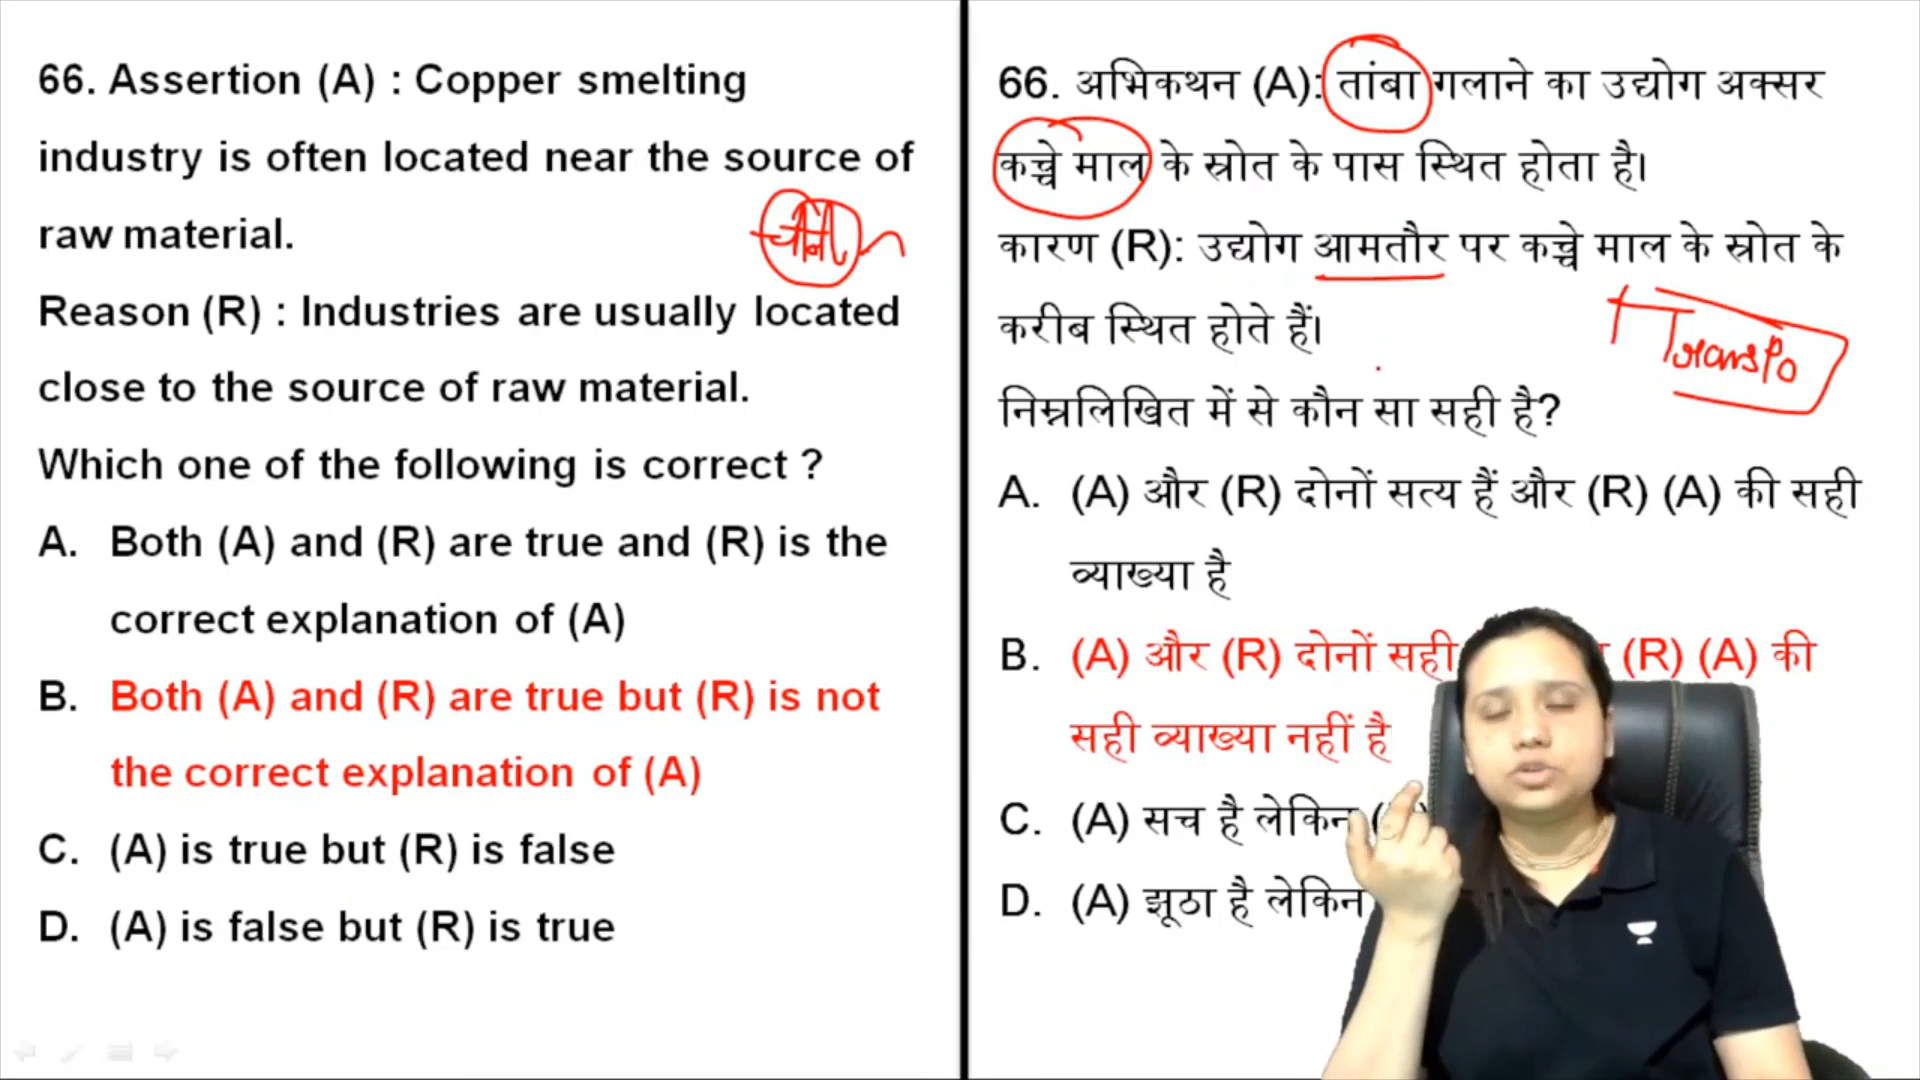 66. Assertion (A) : Copper smelting
industry is often located near the source of
raw material.
चीनी
Reason (R) : Industries are usually located
close to the source of raw material.
Which one of the following is correct ?
A. Both (A) and (R) are true and (R) is the
correct explanation of (A)
B. Both (A) and (R) are true but (R) is not
the correct explanation of (A)
C. (A) is true but (R) is false
D. (A) is false but (R) is true
66. अभिकथन (A): तांबा गलाने का उद्योग अक्सर
कच्चे माल के स्रोत के पास स्थित होता है।
कारण (R): उद्योग आमतौर पर कच्चे माल के स्रोत के
करीब स्थित होते हैं।
Transpo
निम्नलिखित में से कौन सा सही है?
A. (A) और (R) दोनों सत्य हैं और (R) (A) की सही
व्याख्या है
B. (A) और (R) दोनों सही (R) (A) की
सही व्याख्या नहीं है
C. (A) सच है लेकिन
D. (A) झूठा है लेकिन